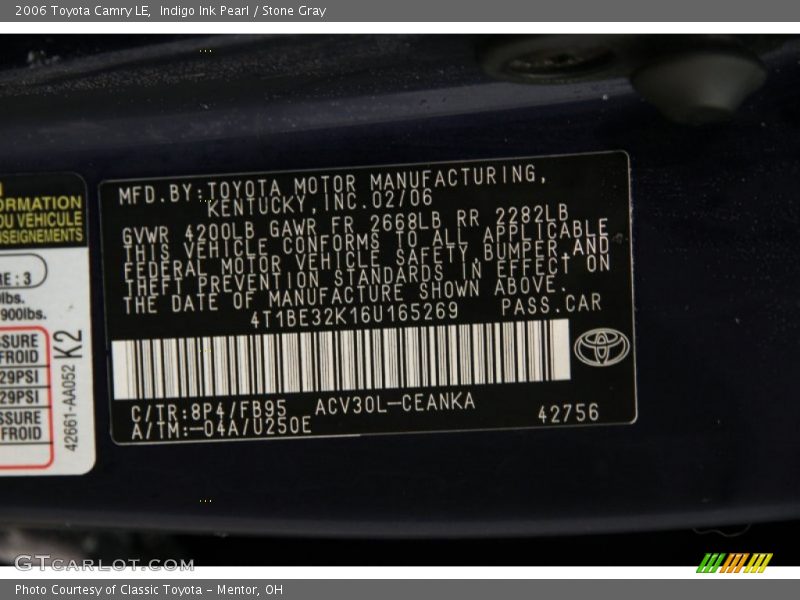 2006 Toyota Camry LE, Indigo Ink Pearl / Stone Gray
ORMATION
OU VÉHICULE
NSEIGNEMENTS
RE : 3
lbs.
900lbs.
SSURE
FROID
29PSI
29PSI
SSURE
FROID
42661-AA052 K2
MFD.BY:TOYOTA MOTOR MANUFACTURING,
KENTUCKY,INC.02/06
GVWR 4200LB GAWR FR 2668LB RR 2282LB
THIS VEHICLE CONFORMS TO ALL APPLICABLE
FEDERAL MOTOR VEHICLE SAFETY,BUMPER,AND
THEFT PREVENTION STANDARDS IN EFFECT ON
THE DATE OF MANUFACTURE SHOWN ABOVE.
4T1BE32K16U165269 PASS.CAR
C/TR:8P4/FB95 ACV30L-CEANKA
A/TM:-04A/U250E 42756
GTCARLOT.COM
Photo Courtesy of Classic Toyota - Mentor, OH